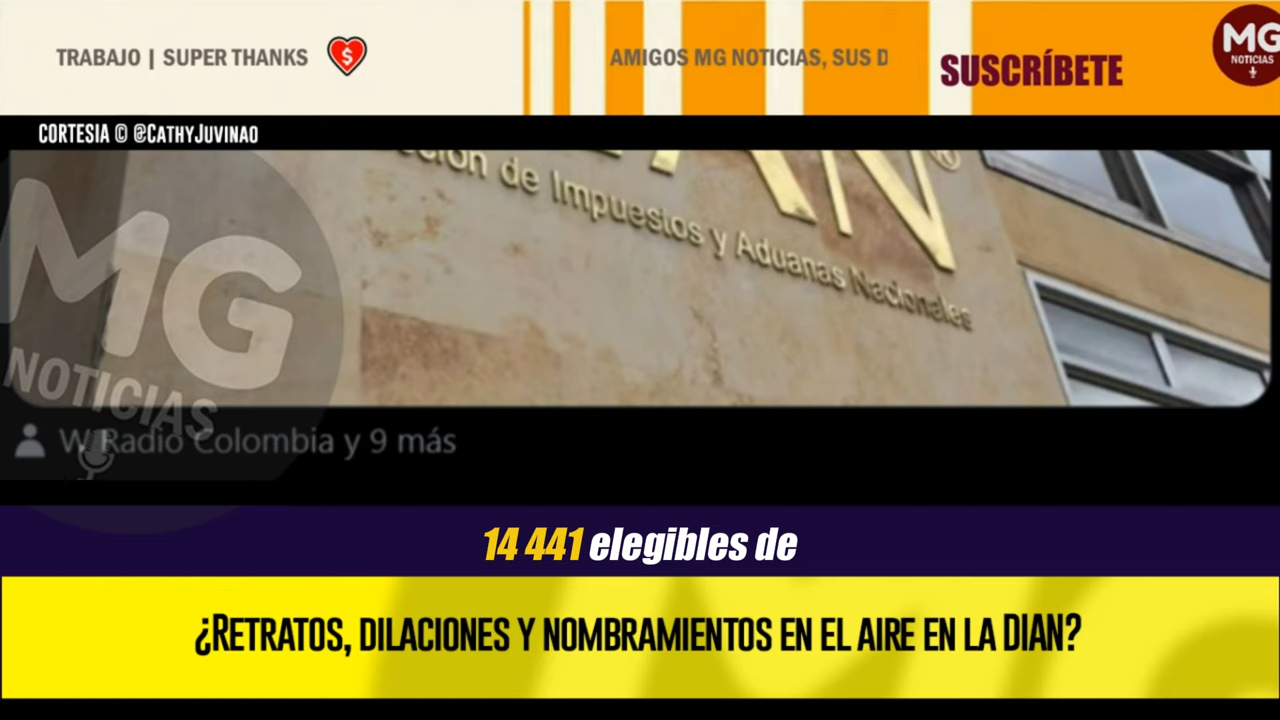 TRABAJO | SUPER THANKS
AMIGOS MG NOTICIAS, SUS D
SUSCRÍBETE
MG
NOTICIAS
CORTESIA © @CATHYJUVINAO
de Impuestos y Aduanas Nacionales
MG
NOTICIAS
W Radio Colombia y 9 más
14 441 elegibles de
¿RETRATOS, DILACIONES Y NOMBRAMIENTOS EN EL AIRE EN LA DIAN?